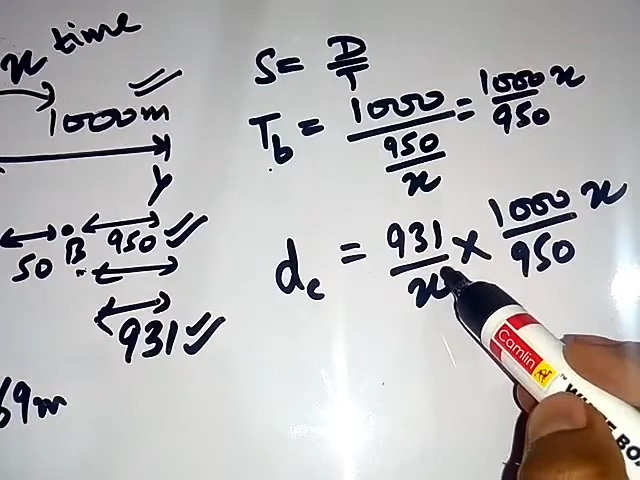 x time
1000m
Y
50 B 950
931
69m
S = D/T
T_b = 1000/(950/x) = 1000x/950
d_c = 931/x × 1000x/950
Camlin